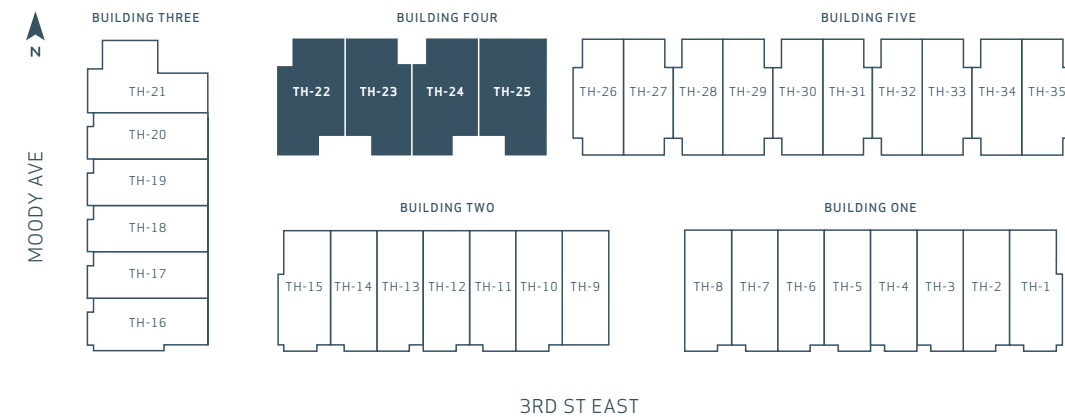 BUILDING THREE
BUILDING FOUR
BUILDING FIVE
N
TH-21
TH-22 TH-23 TH-24 TH-25
TH-26 TH-27 TH-28 TH-29 TH-30 TH-31 TH-32 TH-33 TH-34 TH-35
TH-20
TH-19
TH-18
TH-17
TH-16
MOODY AVE
BUILDING TWO
BUILDING ONE
TH-15 TH-14 TH-13 TH-12 TH-11 TH-10 TH-9
TH-8 TH-7 TH-6 TH-5 TH-4 TH-3 TH-2 TH-1
3RD ST EAST